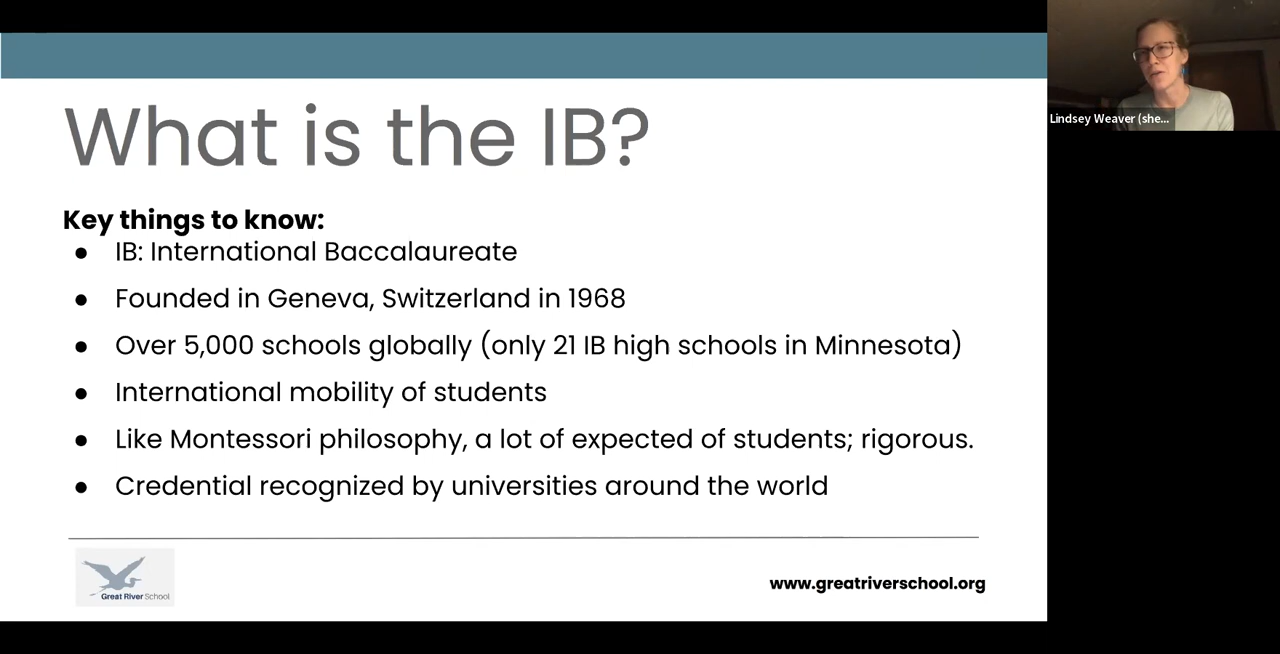 What is the IB?
Key things to know:
● IB: International Baccalaureate
● Founded in Geneva, Switzerland in 1968
● Over 5,000 schools globally (only 21 IB high schools in Minnesota)
● International mobility of students
● Like Montessori philosophy, a lot of expected of students; rigorous.
● Credential recognized by universities around the world
Great River School
www.greatriverschool.org
Lindsey Weaver (she...